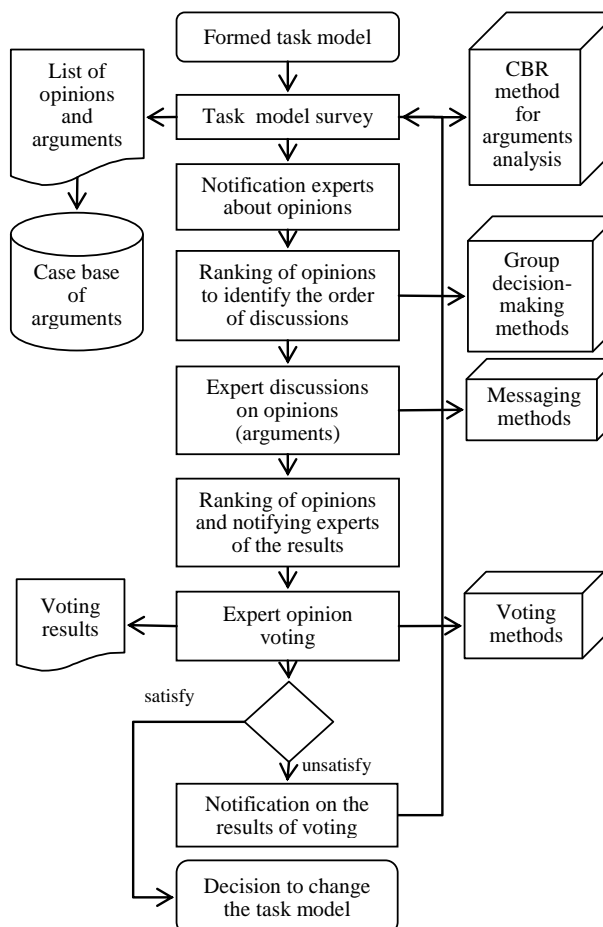 Formed task model
List of
opinions
and
arguments
Task model survey
CBR
method
for
arguments
analysis
Notification experts
about opinions
Case base
of
arguments
Ranking of opinions
to identify the order
of discussions
Group
decision-
making
methods
Expert discussions
on opinions
(arguments)
Messaging
methods
Ranking of opinions
and notifying experts
of the results
Voting
results
Expert opinion
voting
Voting
methods
satisfy
unsatisfy
Notification on the
results of voting
Decision to change
the task model